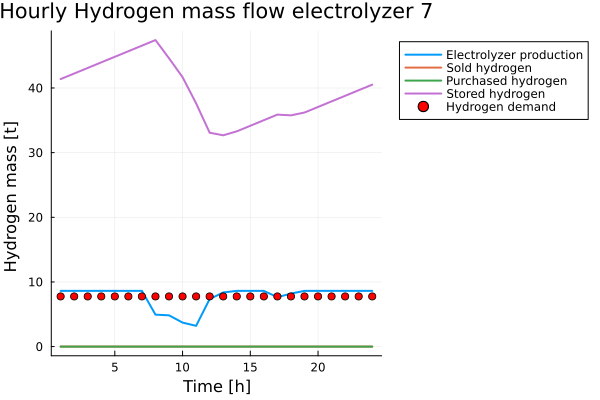 Hourly Hydrogen mass flow electrolyzer 7
Electrolyzer production
Sold hydrogen
Purchased hydrogen
Stored hydrogen
Hydrogen demand
Hydrogen mass [t]
40
30
20
10
0
5 10 15 20
Time [h]